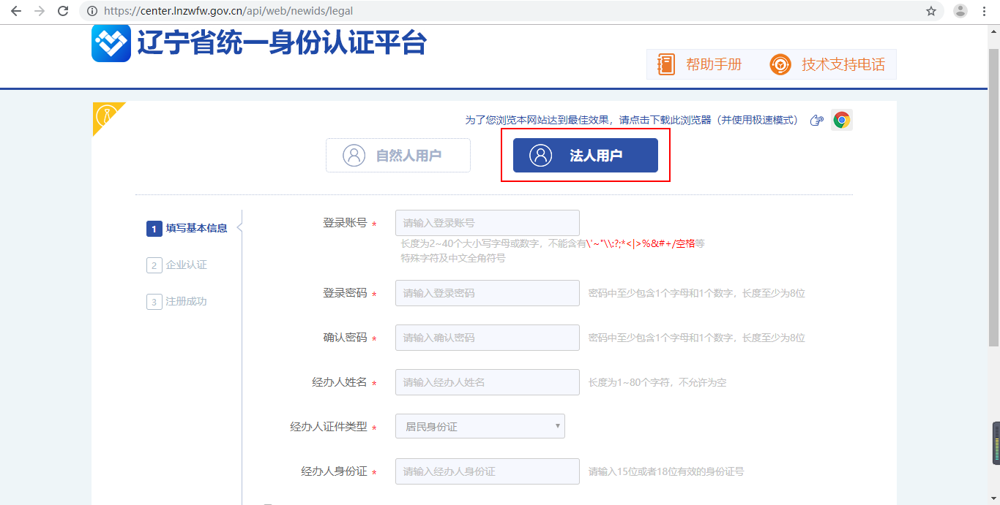 https://center.lnzwfw.gov.cn/api/web/newids/legal
辽宁省统一身份认证平台
帮助手册
技术支持电话
为了您浏览本网站达到最佳效果，请点击下载此浏览器（并使用极速模式）
自然人用户
法人用户
1 填写基本信息
2 企业认证
3 注册成功
登录账号 * 请输入登录账号
长度为2~40个大小写字母或数字，不能含有\'~"\\:?;*<|>%&#+/空格等
特殊字符及中文全角符号
登录密码 * 请输入登录密码 密码中至少包含1个字母和1个数字，长度至少为8位
确认密码 * 请输入确认密码 密码中至少包含1个字母和1个数字，长度至少为8位
经办人姓名 * 请输入经办人姓名 长度为1~80个字符，不允许为空
经办人证件类型 * 居民身份证
经办人身份证 * 请输入经办人身份证 请输入15位或者18位有效的身份证号